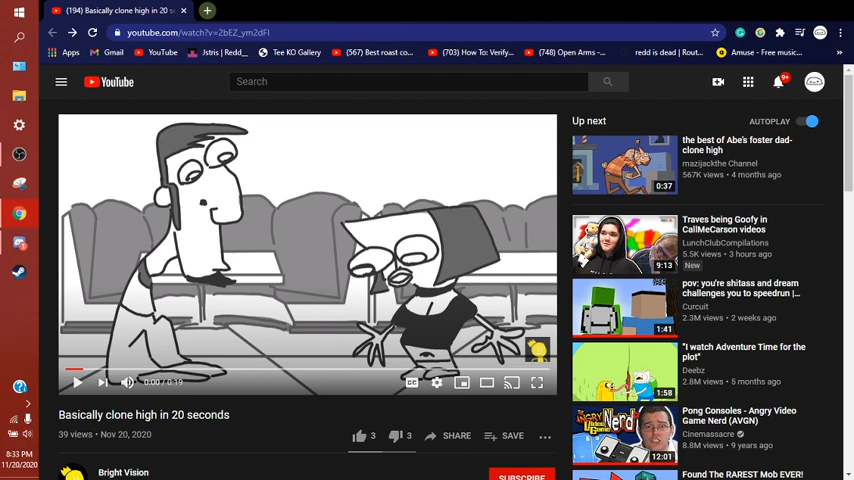 (194) Basically clone high in 20 s
youtube.com/watch?v=2bEZ_ym2dFI
Apps
Gmail
YouTube
Jstris | Redd_
Tee KO Gallery
(567) Best roast co...
(703) How To: Verify...
(748) Open Arms -...
redd is dead | Rout...
Amuse - Free music...
YouTube
Search
9+
Up next
AUTOPLAY
the best of Abe's foster dad-
clone high
mazijackthe Channel
567K views • 4 months ago
0:37
Traves being Goofy in
CallMeCarson videos
LunchClubCompilations
5.5K views • 3 hours ago
New
9:13
pov: you're shitass and dream
challenges you to speedrun |...
Curcuit
2.3M views • 2 weeks ago
1:41
"I watch Adventure Time for the
plot"
Deebz
2.8M views • 5 months ago
1:58
Pong Consoles - Angry Video
Game Nerd (AVGN)
Cinemassacre
8.8M views • 9 years ago
THE ANGRY VIDEO GAME NERD
12:01
Found The RAREST Mob EVER!
0:00 / 0:19
CC
Basically clone high in 20 seconds
39 views • Nov 20, 2020
3
3
SHARE
SAVE
Bright Vision
SUBSCRIBE
8:33 PM
11/20/2020